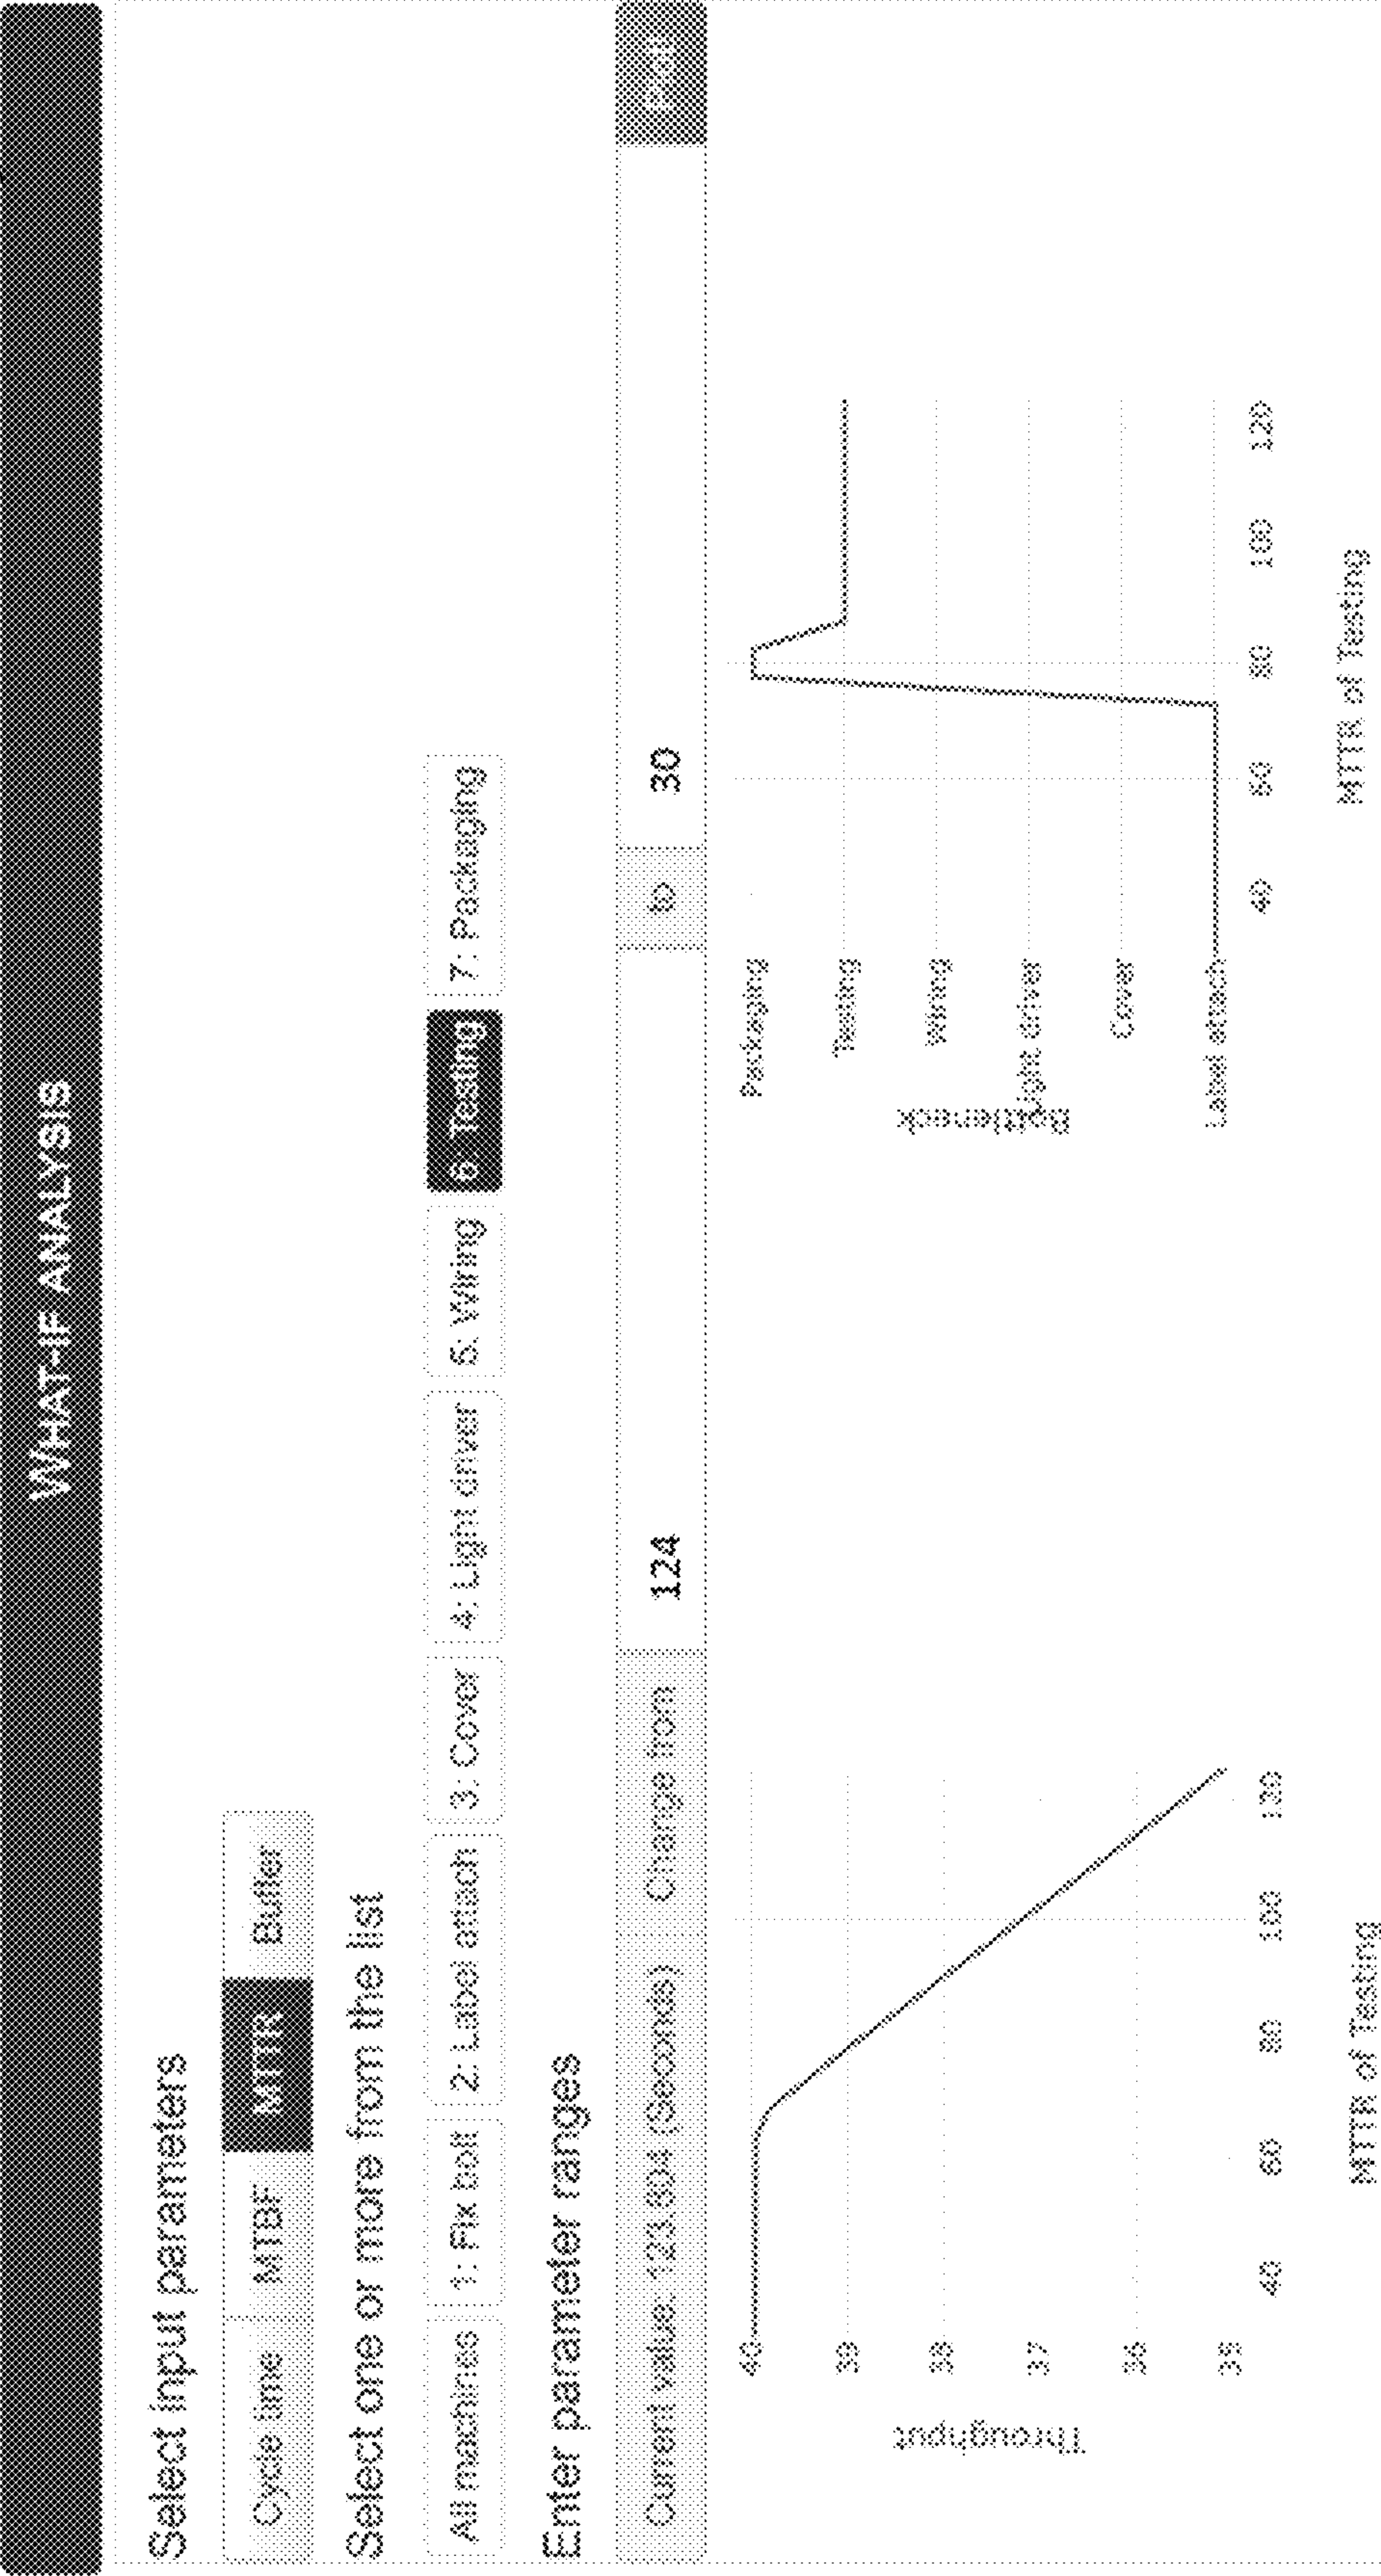 WHAT-IF ANALYSIS
Select input parameters
Cycle time MTBF MTTR Buffer
Select one or more from the list
All machines 1: Fix bolt 2: Label attach 3: Cover 4: Light driver 5: Wiring 6: Testing 7: Packaging
Enter parameter ranges
Current value: 123.804 (Seconds) Change from 124 to 30
Throughput
40
39
38
37
36
35
40 60 80 100 120
MTTR of Testing
Bottleneck
Packaging
Testing
Wiring
Light driver
Cover
Label attach
40 60 80 100 120
MTTR of Testing